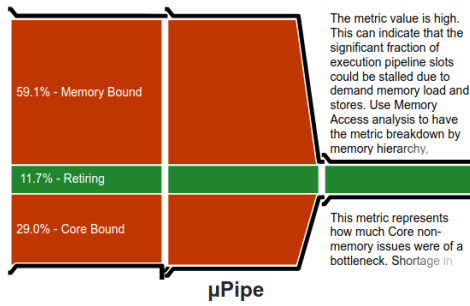 The metric value is high.
This can indicate that the
significant fraction of
execution pipeline slots
could be stalled due to
demand memory load and
stores. Use Memory
Access analysis to have
the metric breakdown by
memory hierarchy,
59.1% - Memory Bound
11.7% - Retiring
29.0% - Core Bound
This metric represents
how much Core non-
memory issues were of a
bottleneck. Shortage in
µPipe